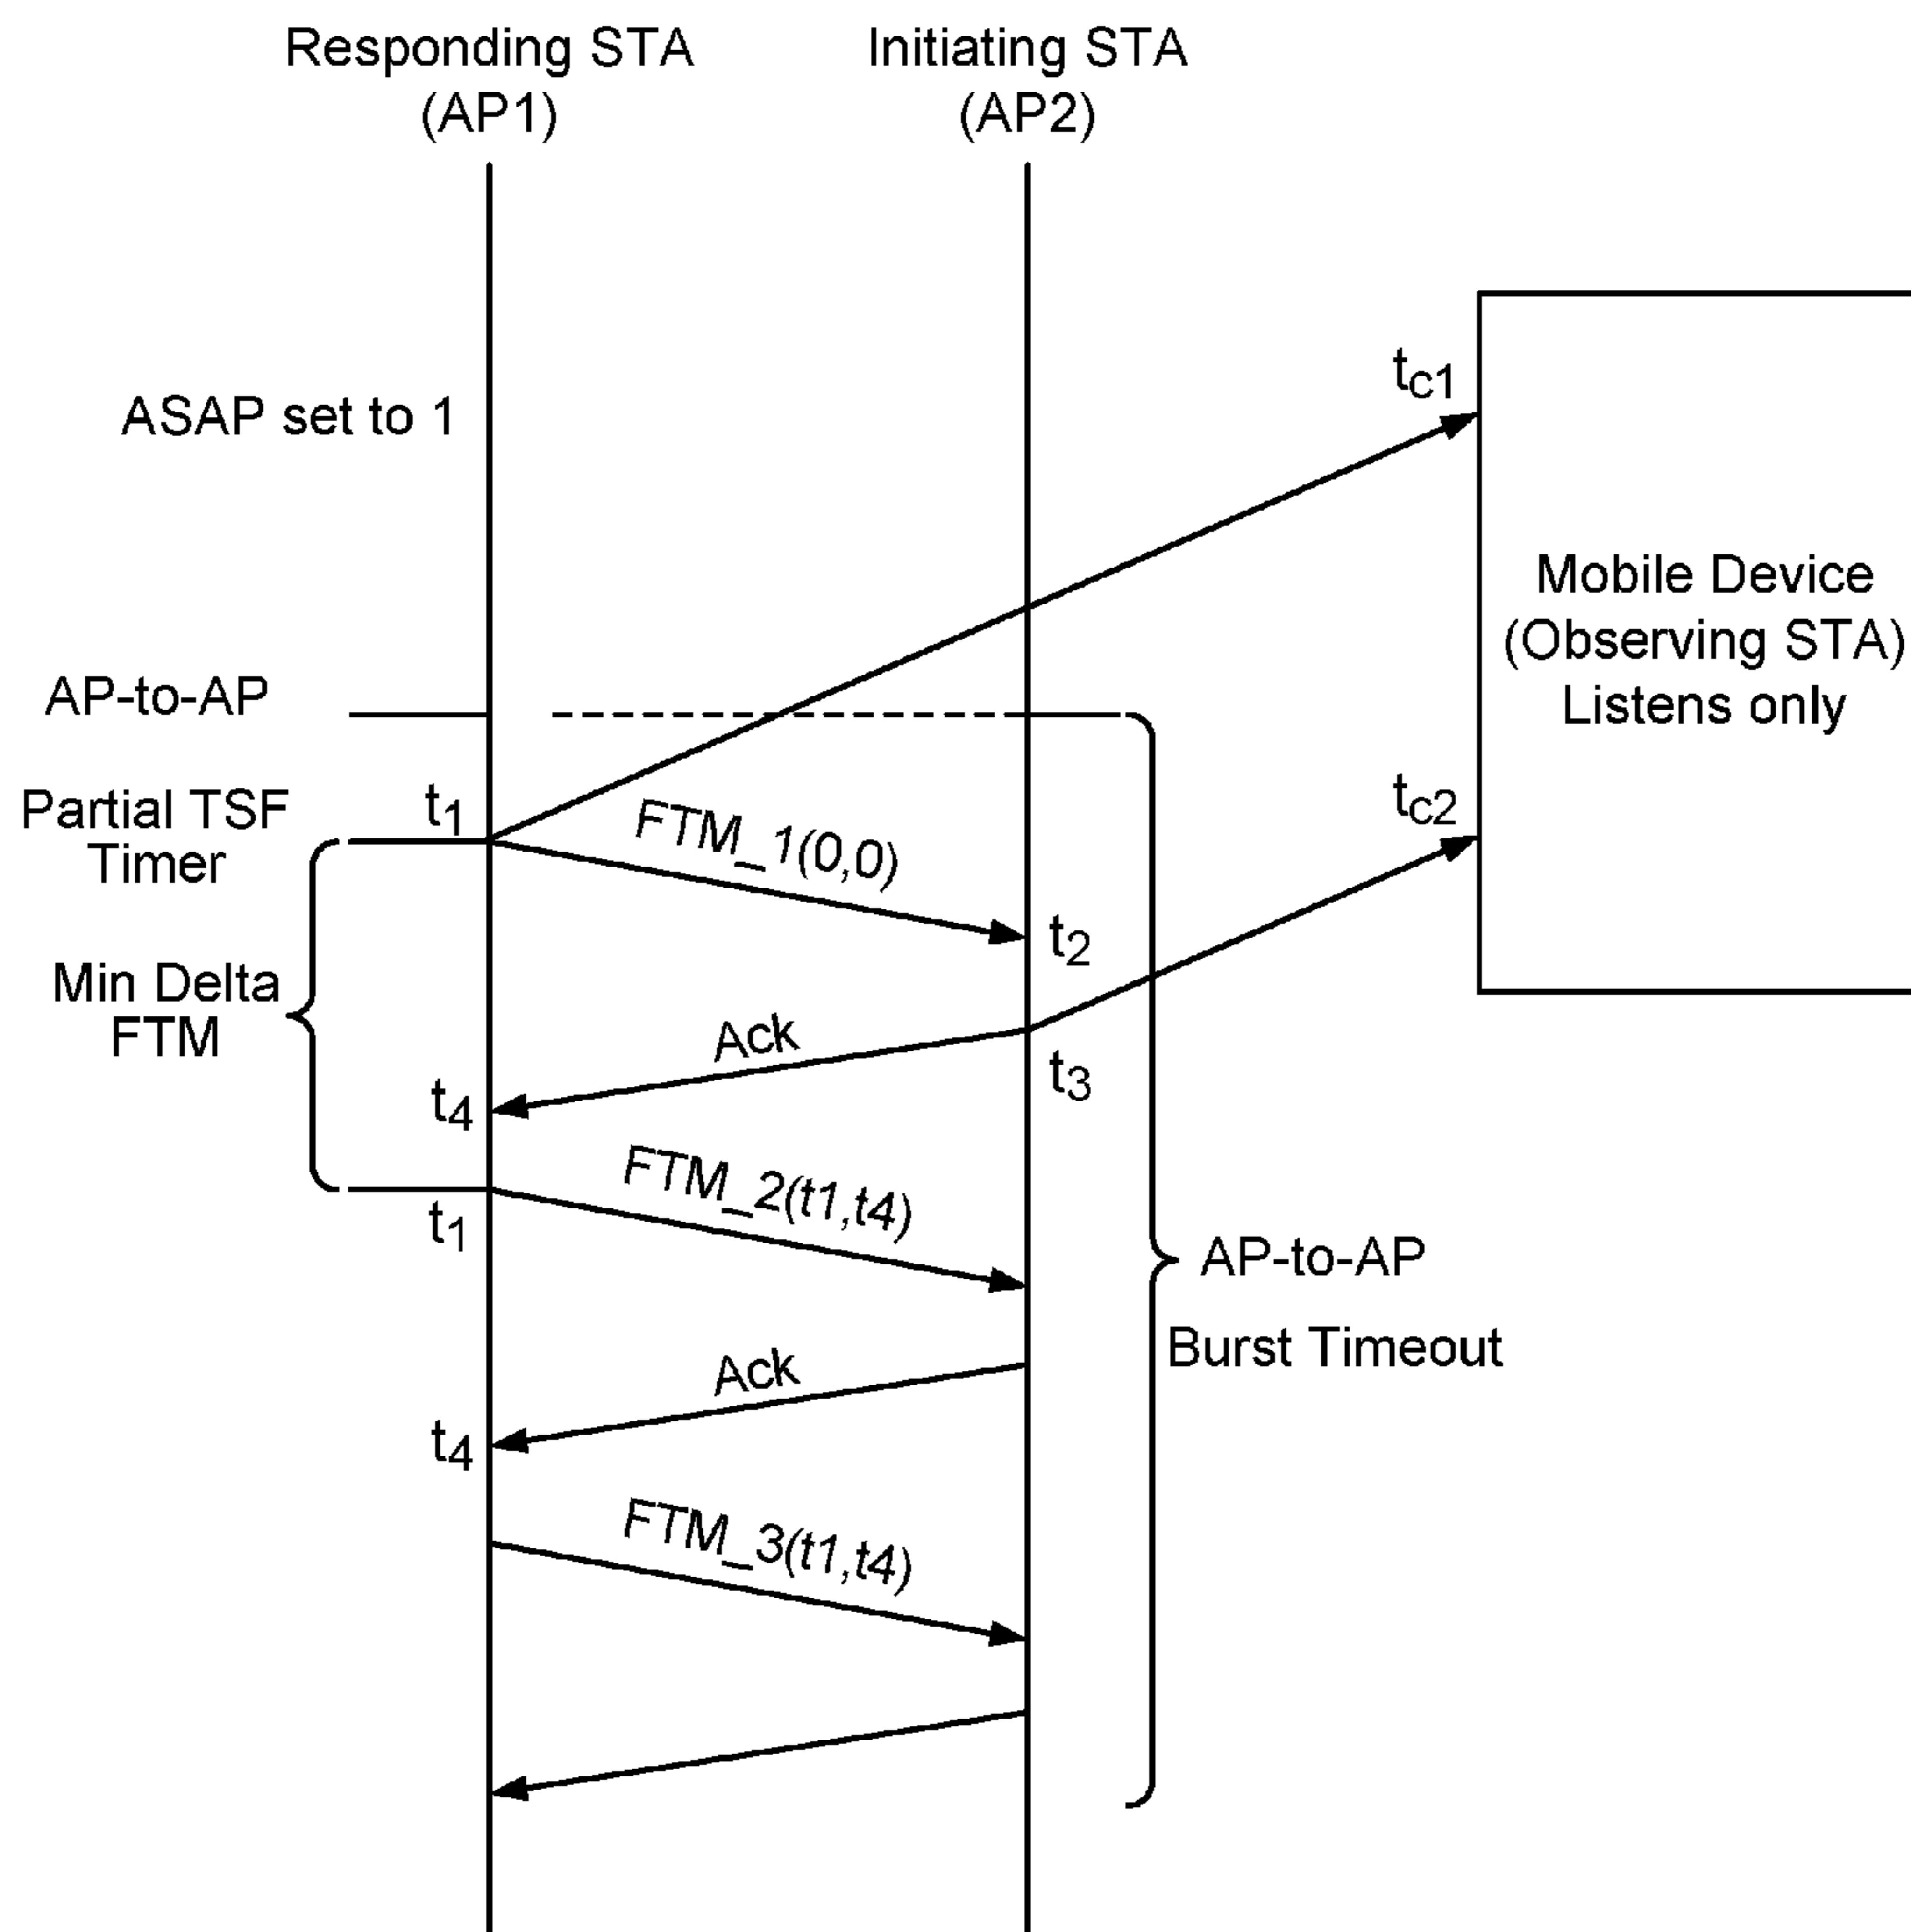 Responding STA
(AP1)
Initiating STA
(AP2)
ASAP set to 1
tc1
Mobile Device
(Observing STA)
Listens only
AP-to-AP
Partial TSF
Timer
t1
FTM_1(0,0)
tc2
t2
Min Delta
FTM
Ack
t3
t4
FTM_2(t1,t4)
t1
AP-to-AP
Burst Timeout
Ack
t4
FTM_3(t1,t4)